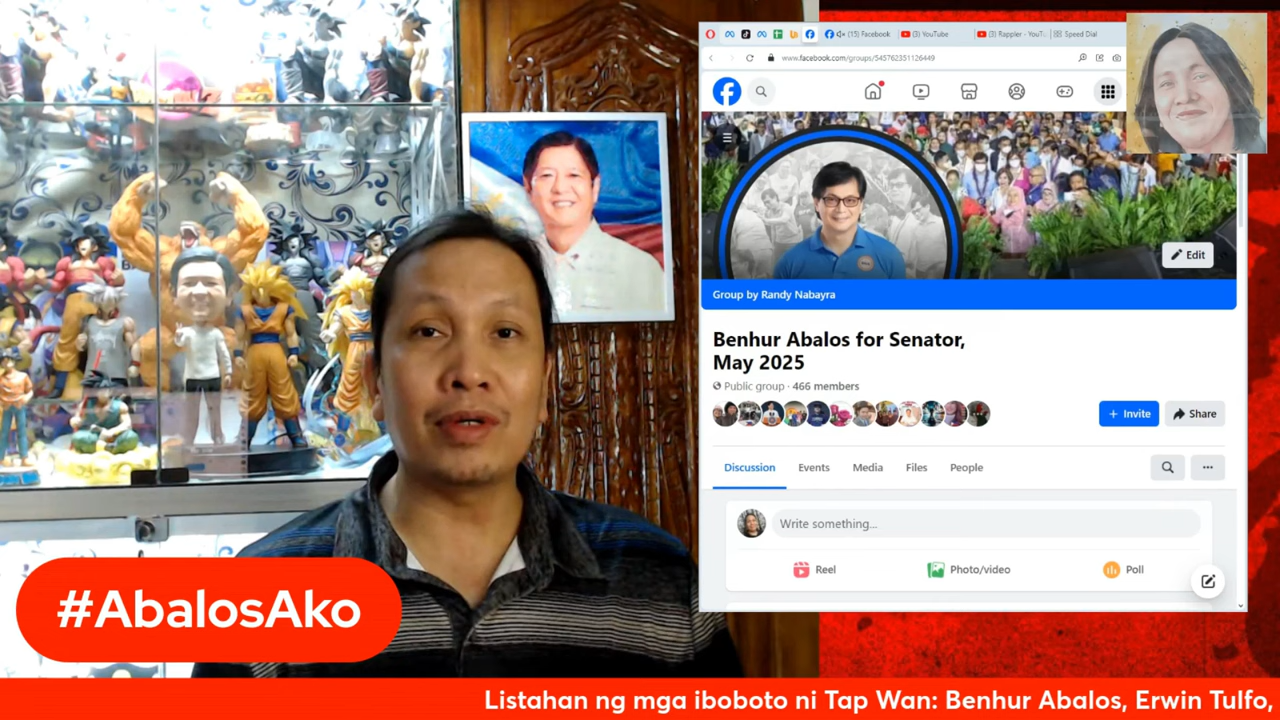 (15) Facebook
(3) YouTube
(3) Rappler - YouTu
Speed Dial
www.facebook.com/groups/545762351126449
Edit
Group by Randy Nabayra
Benhur Abalos for Senator,
May 2025
Public group · 466 members
+ Invite
Share
Discussion
Events
Media
Files
People
Write something...
Reel
Photo/video
Poll
#AbalosAko
Listahan ng mga iboboto ni Tap Wan: Benhur Abalos, Erwin Tulfo,